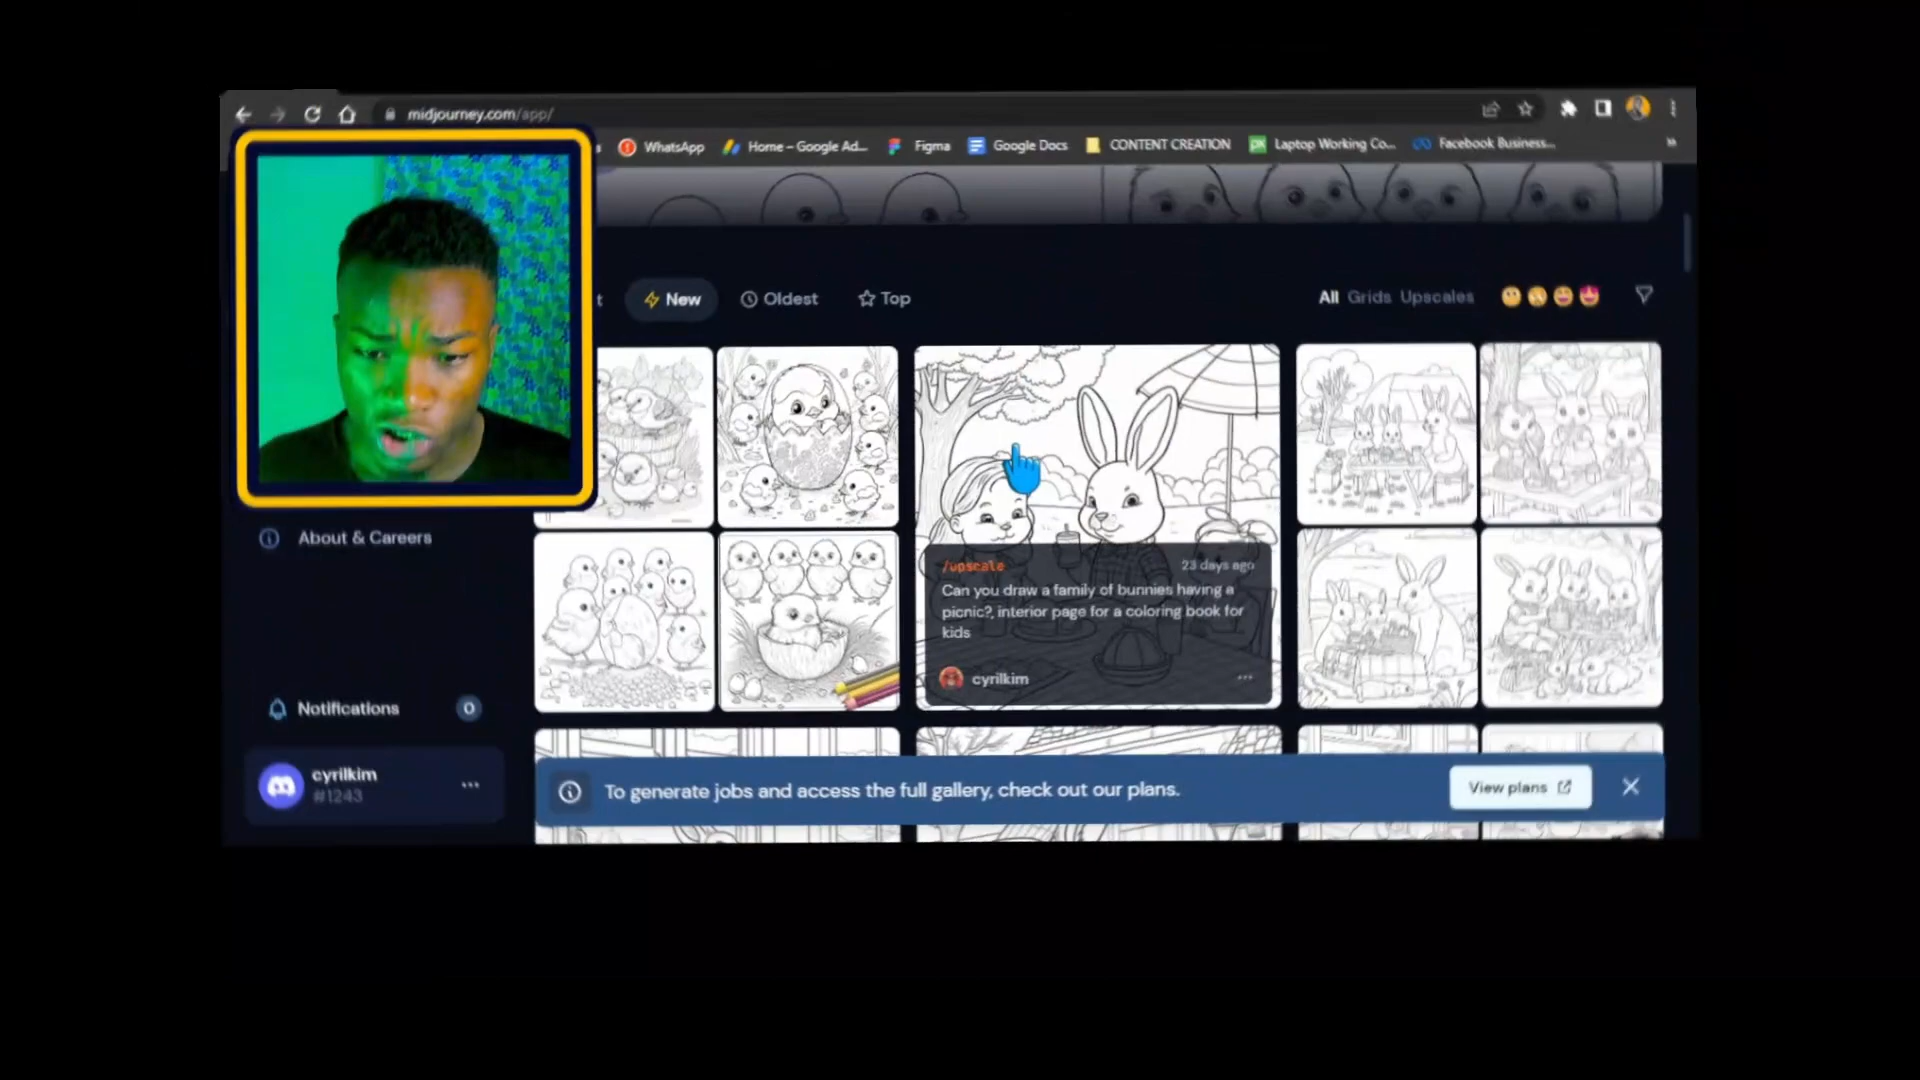 midjourney.com/app/
WhatsApp Home – Google Ad... Figma Google Docs CONTENT CREATION Laptop Working Co... Facebook Business...
New Oldest Top All Grids Upscales
/upscale 23 days ago
Can you draw a family of bunnies having a
picnic?, interior page for a coloring book for
kids
cyrilkim
About & Careers
Notifications 0
cyrilkim
#1243
To generate jobs and access the full gallery, check out our plans. View plans